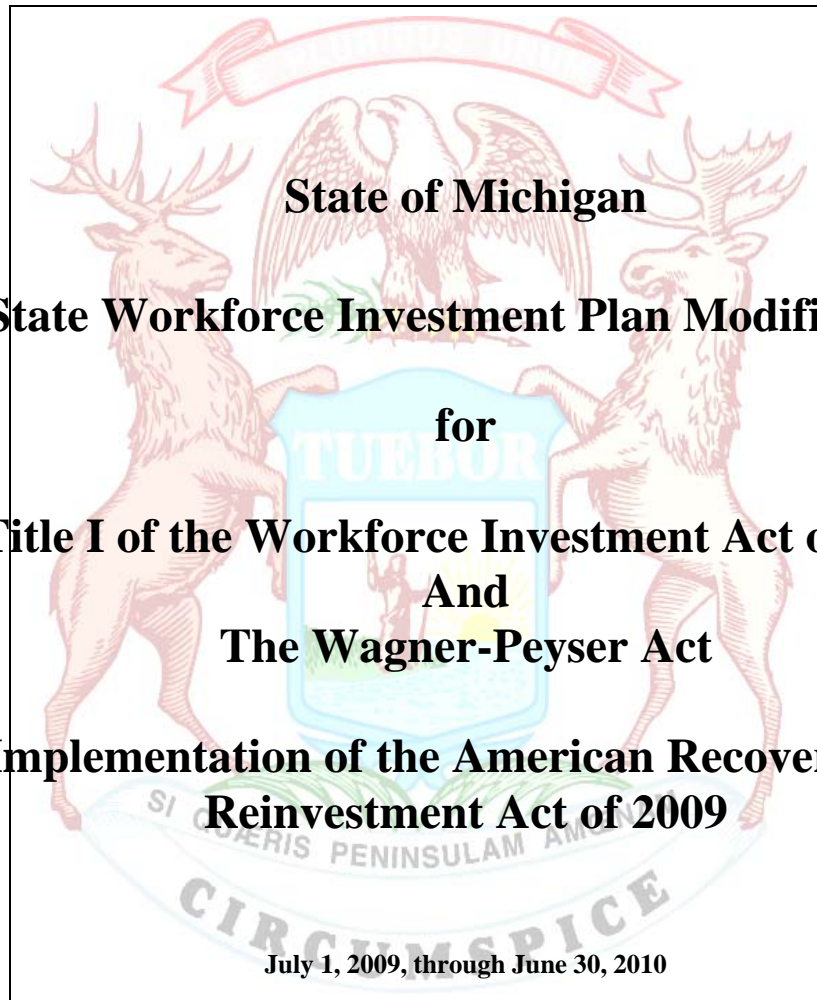 E PLURIBUS UNUM
State of Michigan
State Workforce Investment Plan Modifi
for
TUEBOR
Title I of the Workforce Investment Act o
And
The Wagner-Peyser Act
Implementation of the American Recover
Reinvestment Act of 2009
SI QUÆRIS PENINSULAM AMŒNAM
CIRCUMSPICE
July 1, 2009, through June 30, 2010